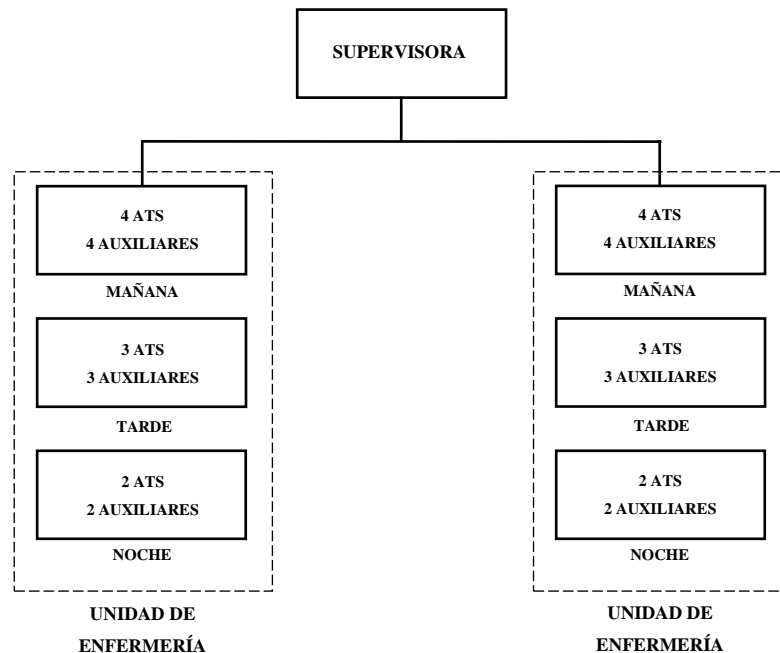 SUPERVISORA
4 ATS
4 AUXILIARES
MAÑANA
3 ATS
3 AUXILIARES
TARDE
2 ATS
2 AUXILIARES
NOCHE
UNIDAD DE
ENFERMERÍA
4 ATS
4 AUXILIARES
MAÑANA
3 ATS
3 AUXILIARES
TARDE
2 ATS
2 AUXILIARES
NOCHE
UNIDAD DE
ENFERMERÍA